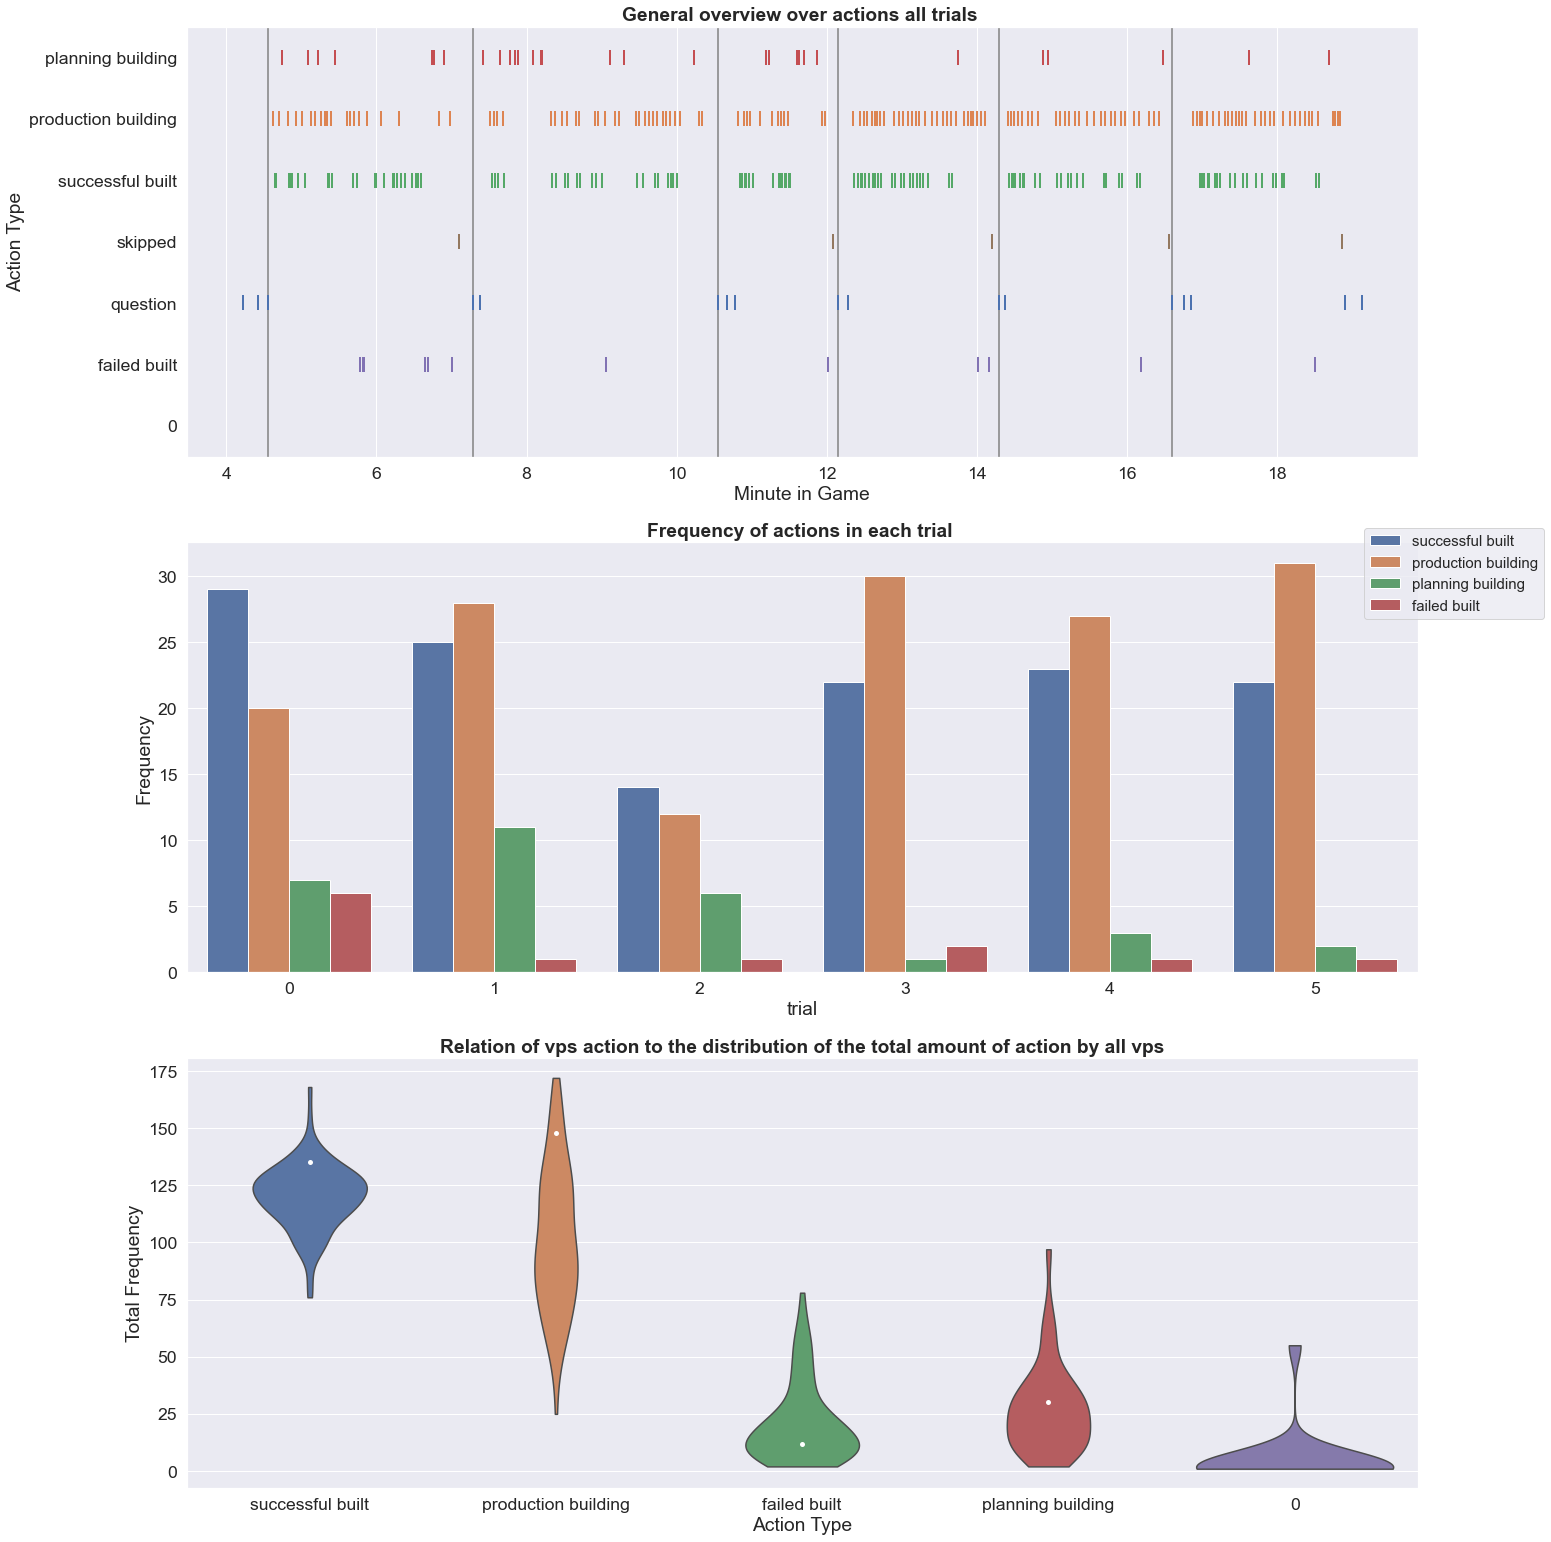 General overview over actions all trials
planning building
production building
successful built
skipped
question
failed built
0
Action Type
4 6 8 10 12 14 16 18
Minute in Game
Frequency of actions in each trial
successful built
production building
planning building
failed built
30
25
20
15
10
5
0
Frequency
0 1 2 3 4 5
trial
Relation of vps action to the distribution of the total amount of action by all vps
175
150
125
100
75
50
25
0
Total Frequency
successful built production building failed built planning building 0
Action Type